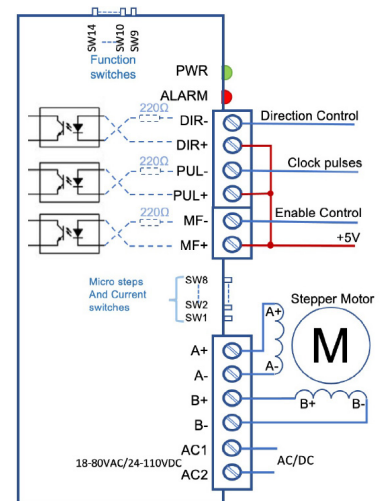 SW14
SW10
SW9
Function
switches
PWR
ALARM
220Ω
DIR-
Direction Control
DIR+
220Ω
PUL-
Clock pulses
PUL+
220Ω
MF-
Enable Control
MF+
+5V
Micro steps
And Current
switches
SW8
SW2
SW1
Stepper Motor
A+
M
A+
A-
A-
B+
B+
B-
B-
AC1
18-80VAC/24-110VDC
AC/DC
AC2